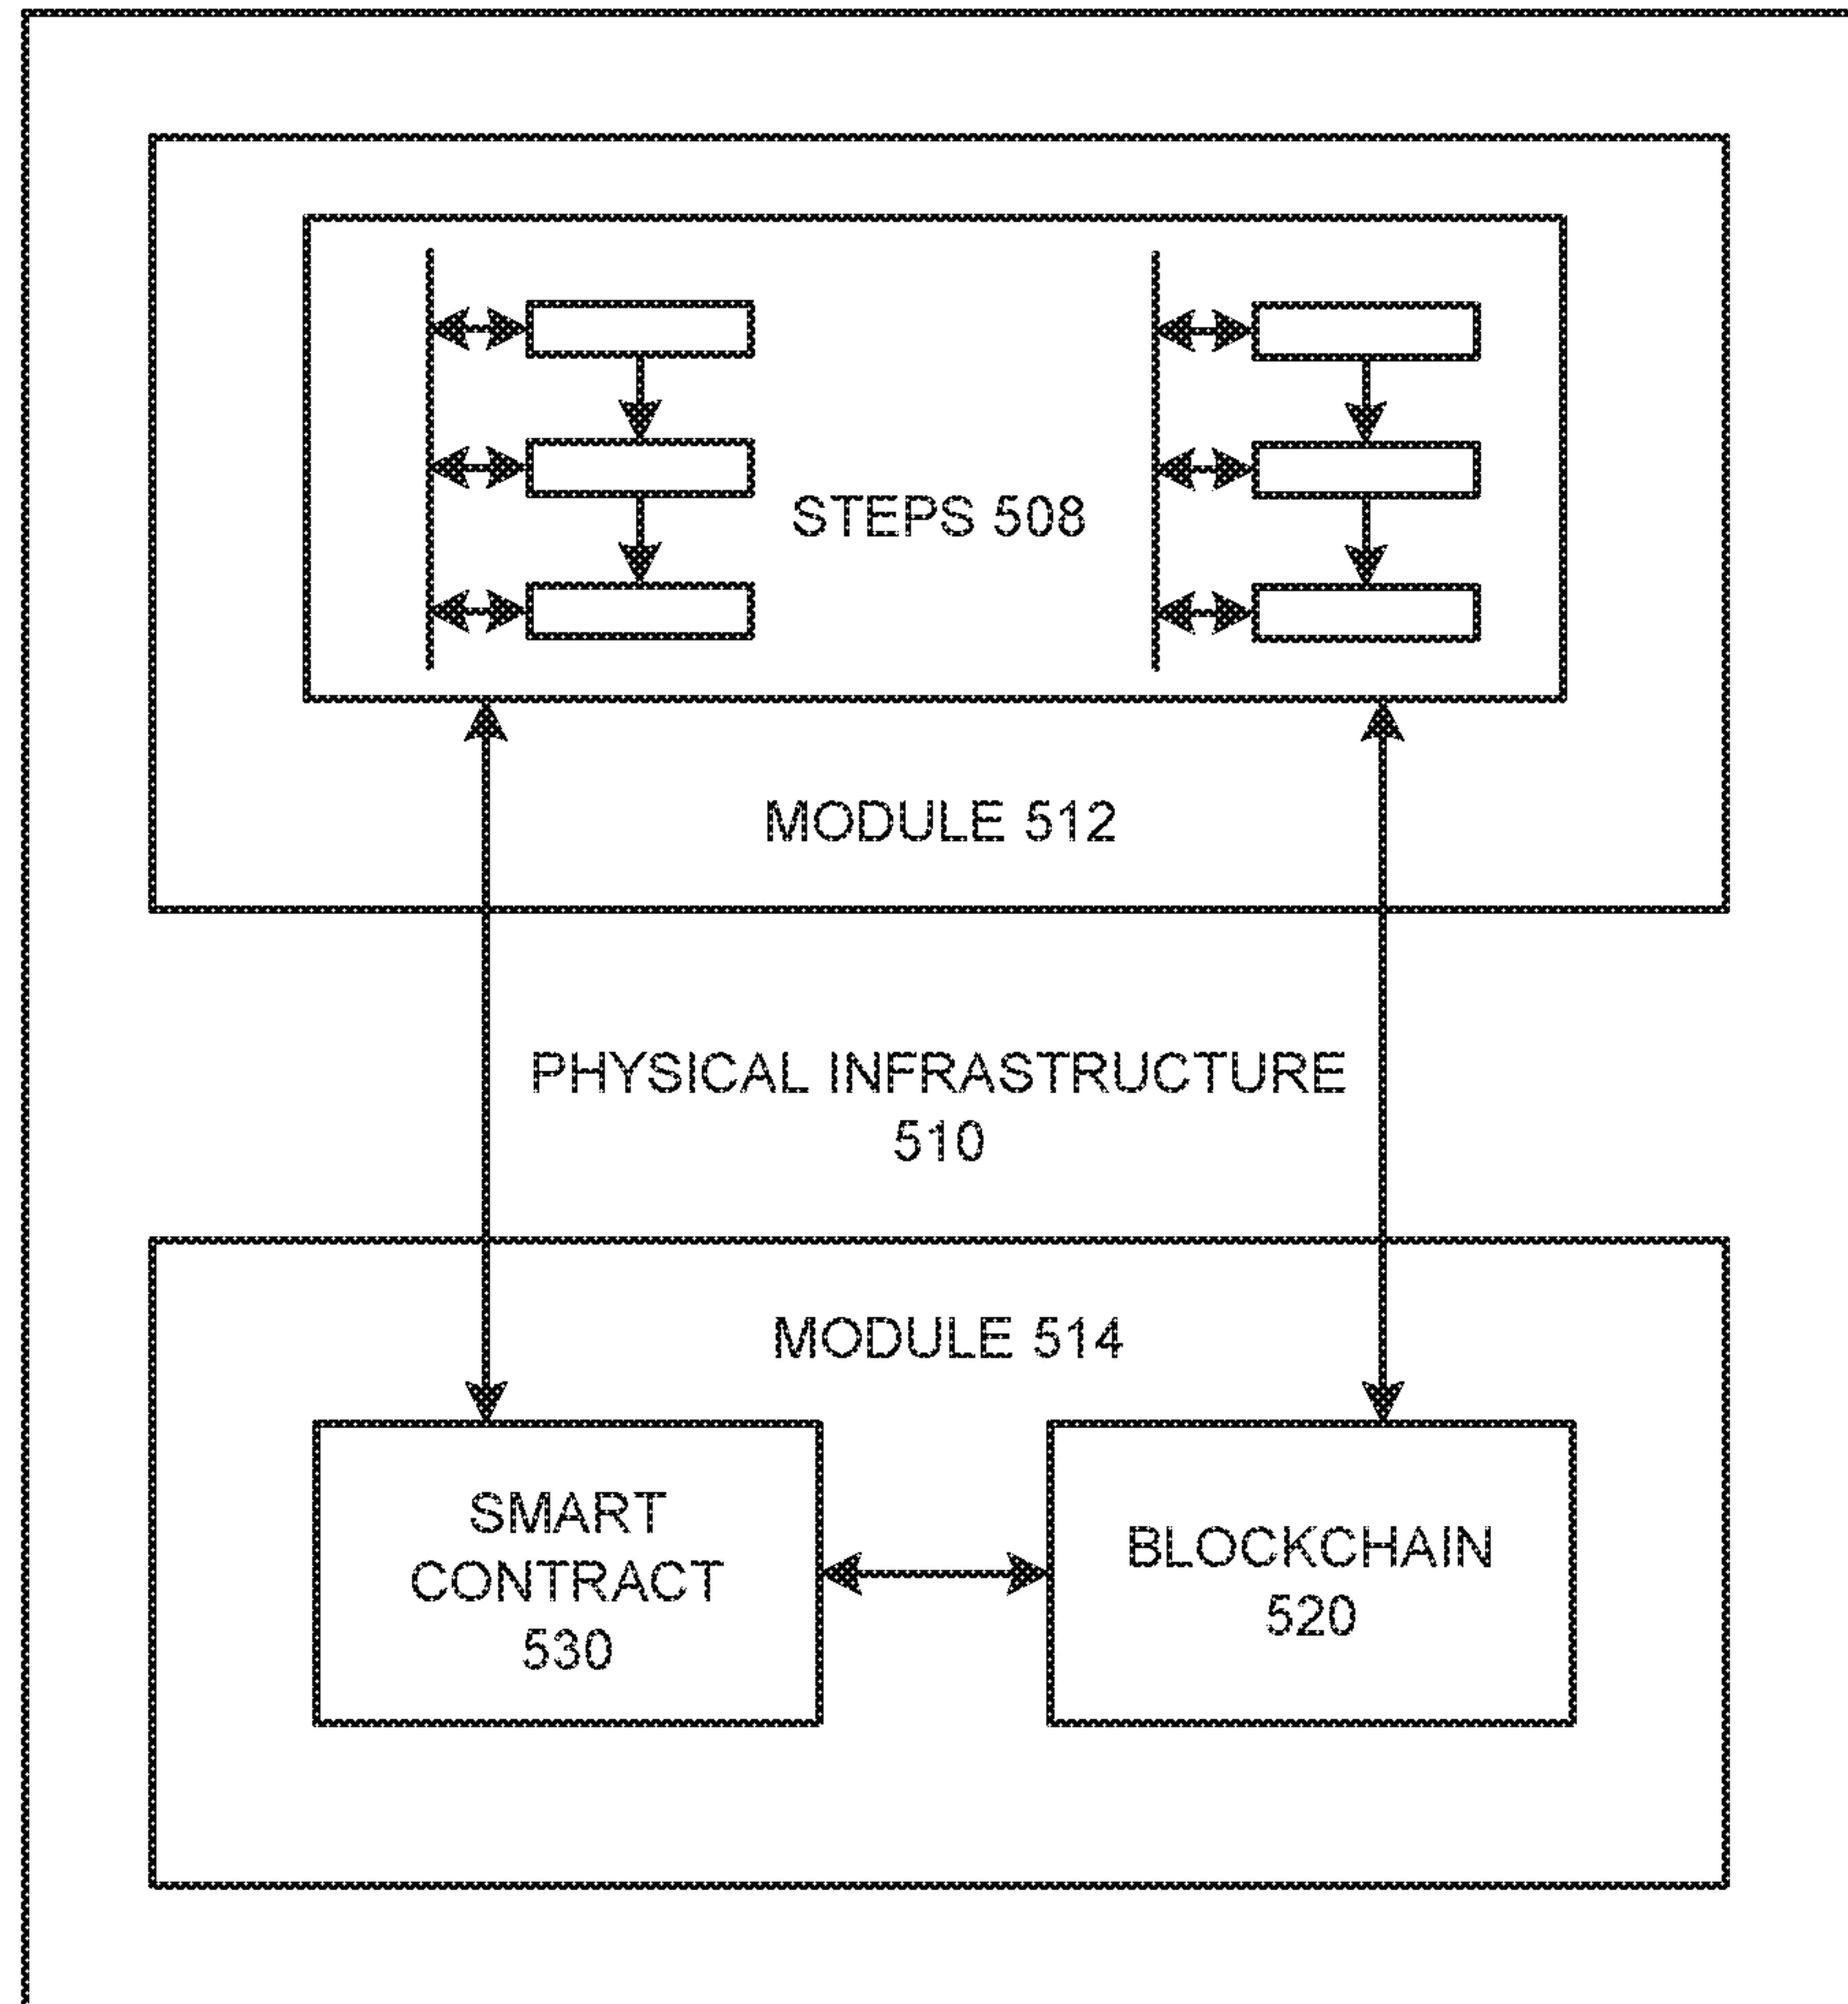 STEPS 508
MODULE 512
PHYSICAL INFRASTRUCTURE
510
MODULE 514
SMART
CONTRACT
530
BLOCKCHAIN
520